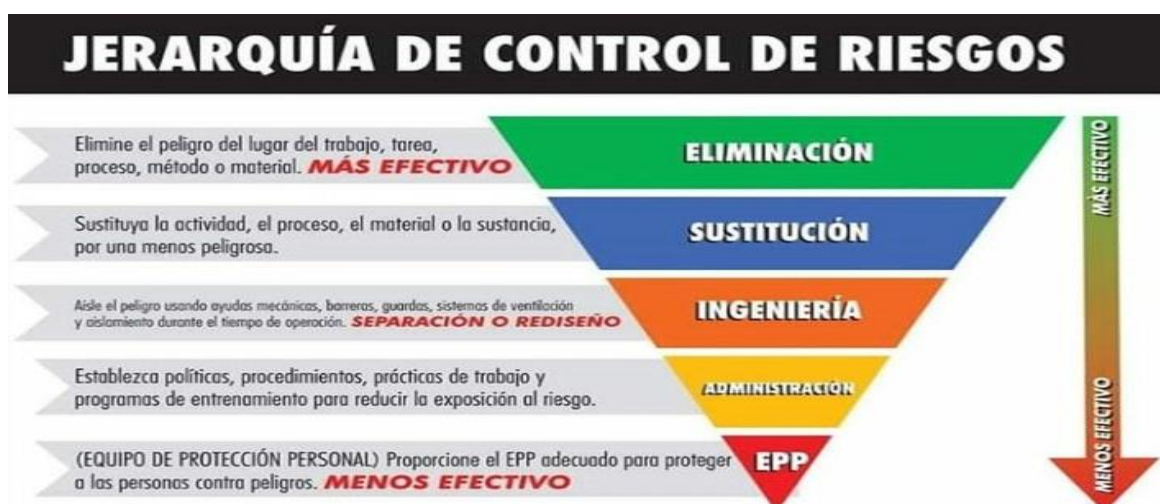 JERARQUÍA DE CONTROL DE RIESGOS
Elimine el peligro del lugar del trabajo, tarea,
proceso, método o material. MÁS EFECTIVO
ELIMINACIÓN
Sustituya la actividad, el proceso, el material o la sustancia,
por una menos peligrosa.
SUSTITUCIÓN
Aisle el peligro usando ayudas mecánicas, barreras, guardas, sistemas de ventilación
y aislamiento durante el tiempo de operación. SEPARACIÓN O REDISEÑO
INGENIERÍA
Establezca políticas, procedimientos, prácticas de trabajo y
programas de entrenamiento para reducir la exposición al riesgo.
ADMINISTRACIÓN
(EQUIPO DE PROTECCIÓN PERSONAL) Proporcione el EPP adecuado para proteger
a las personas contra peligros. MENOS EFECTIVO
EPP
MÀS EFECTIVO
MENOS EFECTIVO